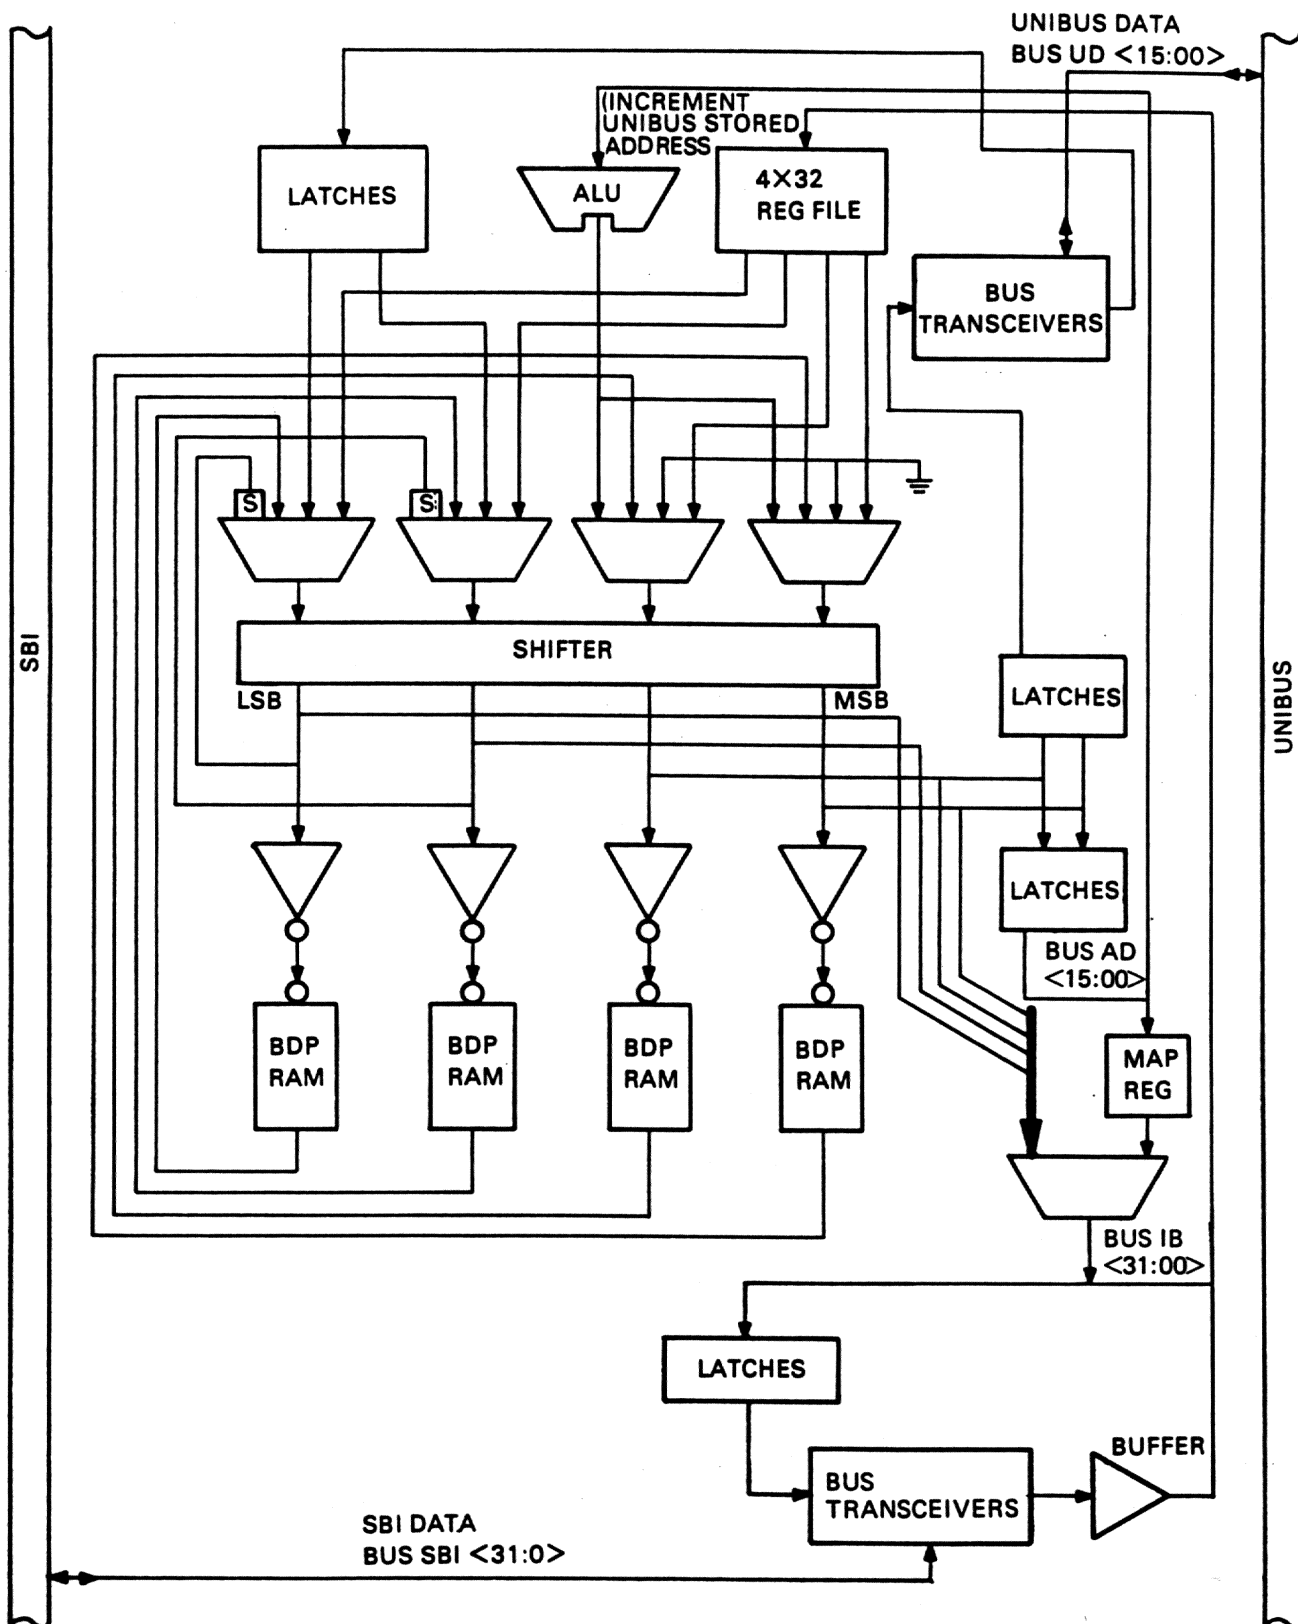 UNIBUS DATA
BUS UD <15:00>
(INCREMENT
UNIBUS STORED
ADDRESS
LATCHES
ALU
4X32
REG FILE
BUS
TRANSCEIVERS
S
S
SBI
SHIFTER
LSB
MSB
LATCHES
UNIBUS
LATCHES
BUS AD
<15:00>
BDP
RAM
BDP
RAM
BDP
RAM
BDP
RAM
MAP
REG
BUS IB
<31:00>
LATCHES
BUFFER
BUS
TRANSCEIVERS
SBI DATA
BUS SBI <31:0>